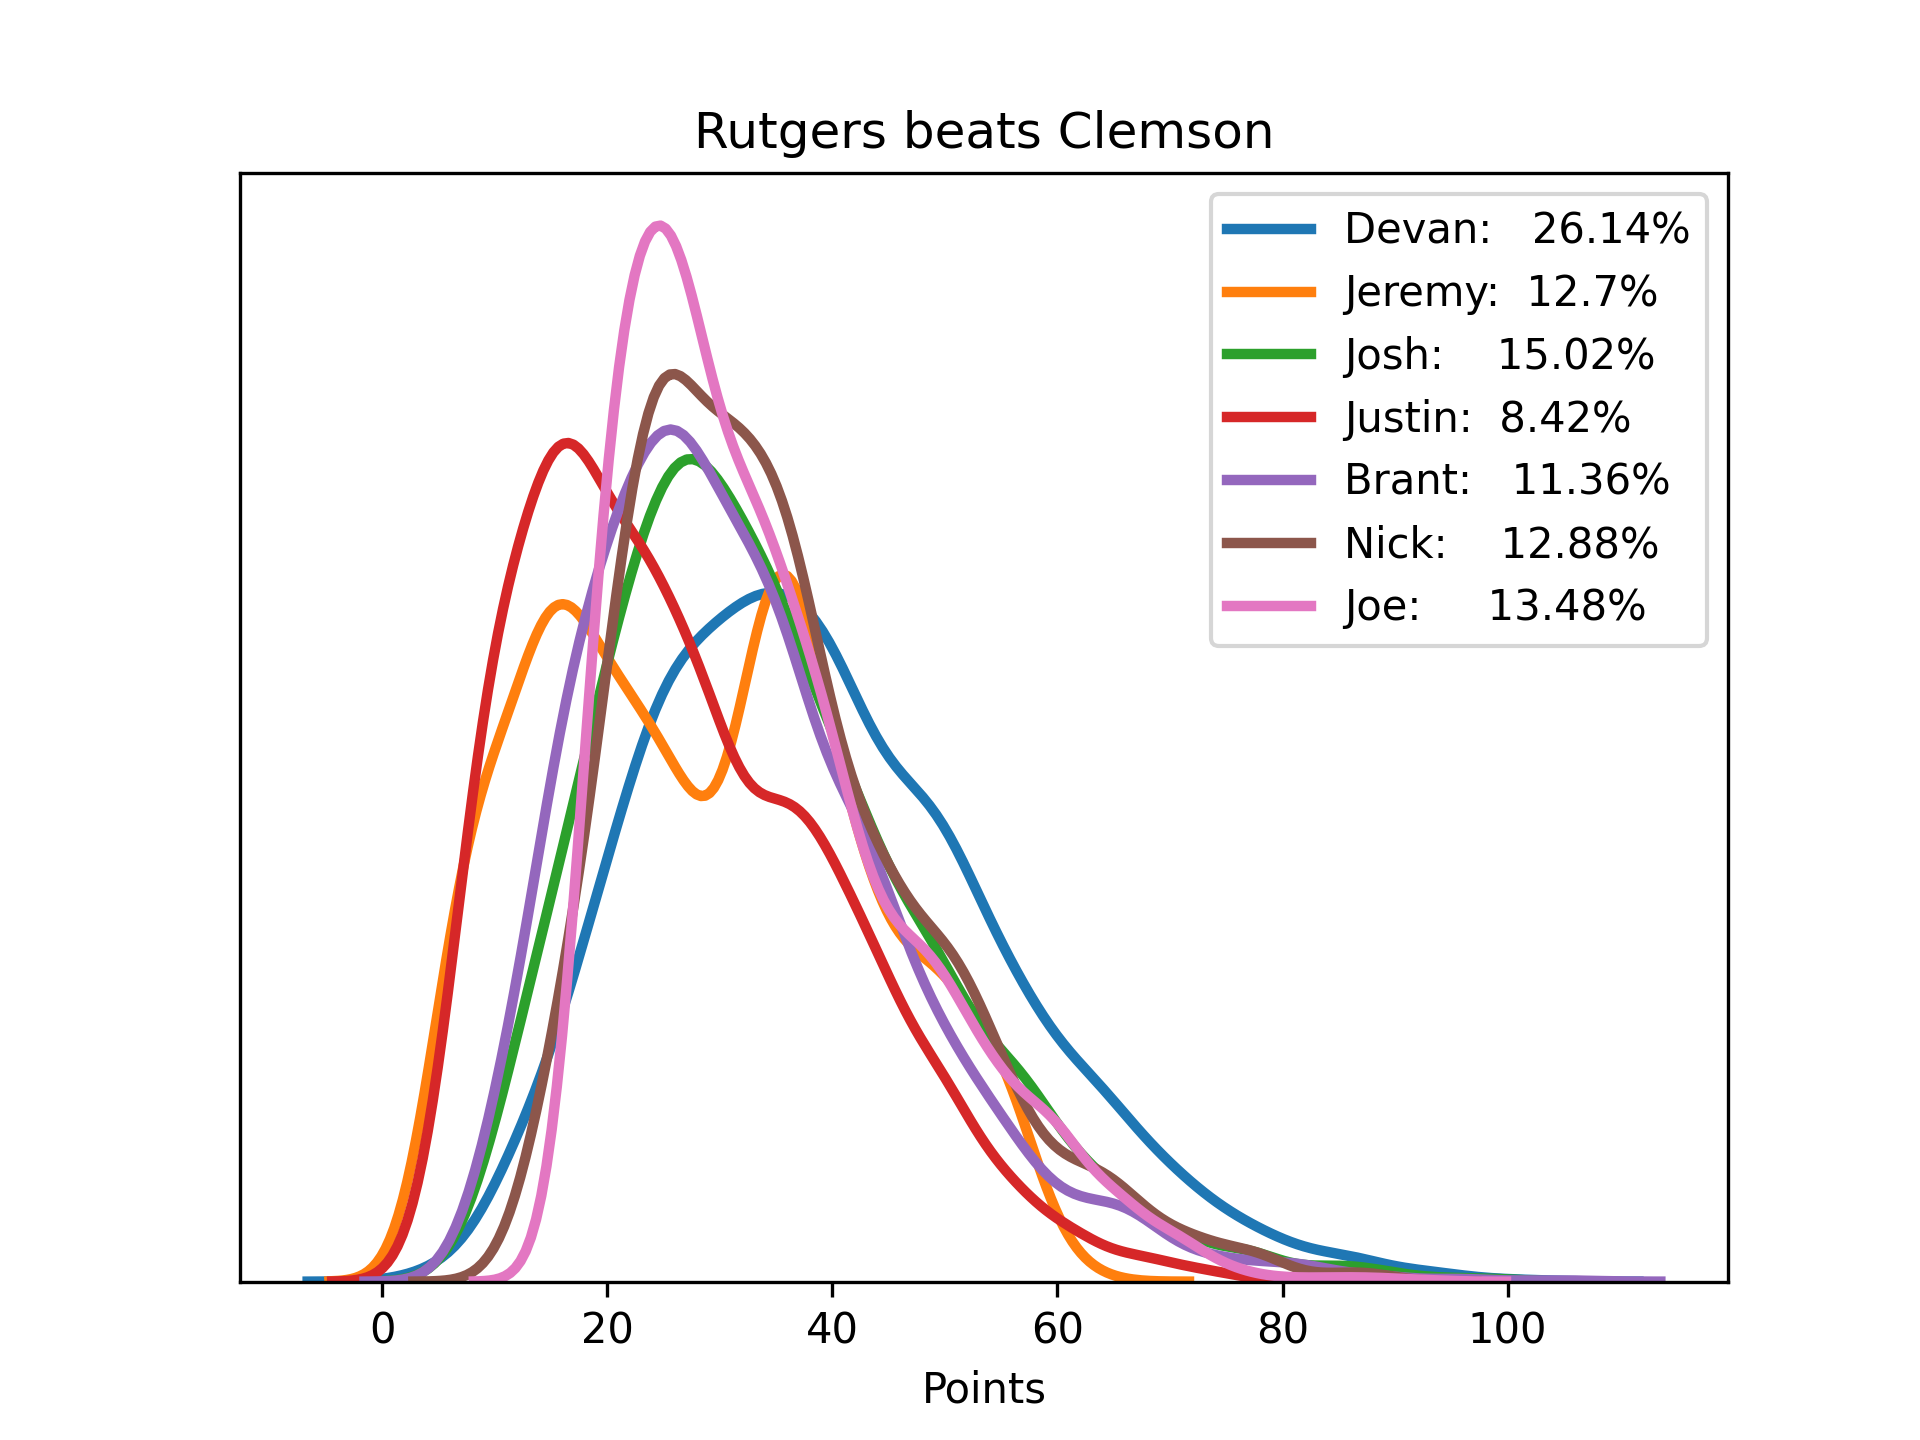 Rutgers beats Clemson
Devan: 26.14%
Jeremy: 12.7%
Josh: 15.02%
Justin: 8.42%
Brant: 11.36%
Nick: 12.88%
Joe: 13.48%
0 20 40 60 80 100
Points